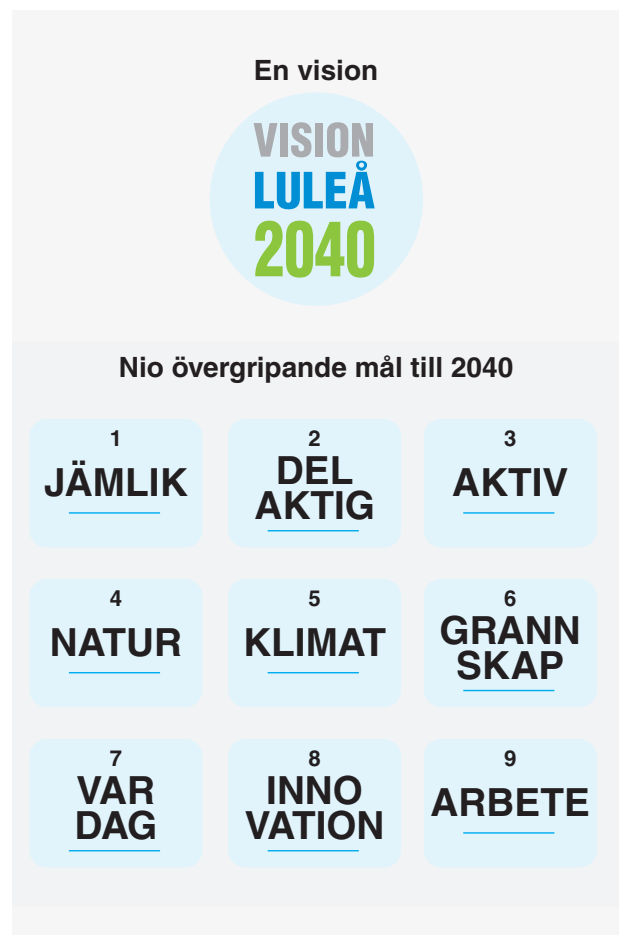 En vision
VISION
LULEÅ
2040
Nio övergripande mål till 2040
1
JÄMLIK
2
DEL
AKTIG
3
AKTIV
4
NATUR
5
KLIMAT
6
GRANN
SKAP
7
VAR
DAG
8
INNO
VATION
9
ARBETE